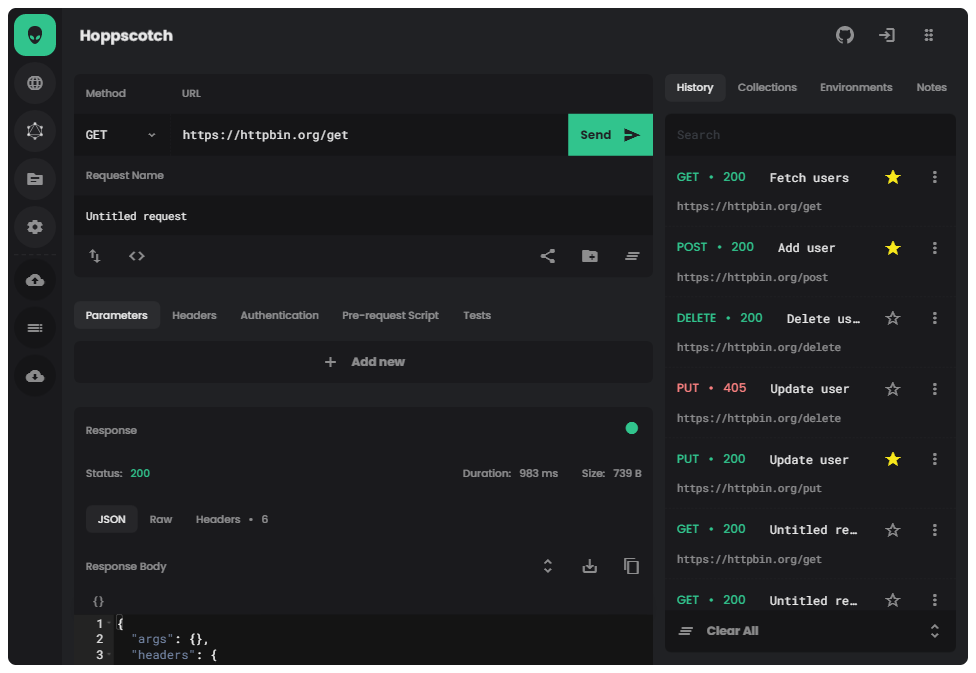 Hoppscotch
Method URL
GET https://httpbin.org/get Send
Request Name
Untitled request
Parameters Headers Authentication Pre-request Script Tests
Add new
Response
Status: 200 Duration: 983 ms Size: 739 B
JSON Raw Headers • 6
Response Body
{}
1 {
2 "args": {},
3 "headers": {
History Collections Environments Notes
Search
GET • 200 Fetch users
https://httpbin.org/get
POST • 200 Add user
https://httpbin.org/post
DELETE • 200 Delete us…
https://httpbin.org/delete
PUT • 405 Update user
https://httpbin.org/delete
PUT • 200 Update user
https://httpbin.org/put
GET • 200 Untitled re…
https://httpbin.org/get
GET • 200 Untitled re…
Clear All